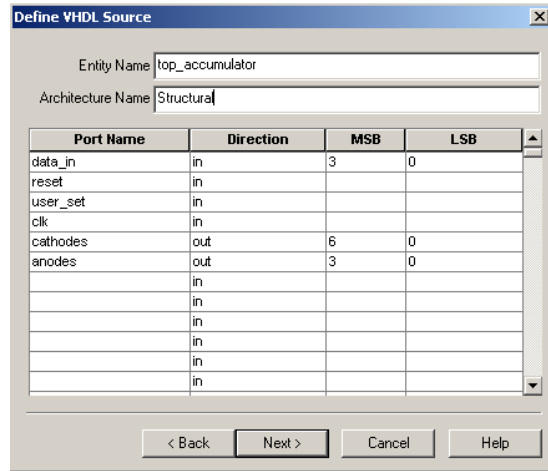 Define VHDL Source
Entity Name top_accumulator
Architecture Name Structural
Port Name Direction MSB LSB
data_in in 3 0
reset in
user_set in
clk in
cathodes out 6 0
anodes out 3 0
in
in
in
in
in
in
< Back Next > Cancel Help